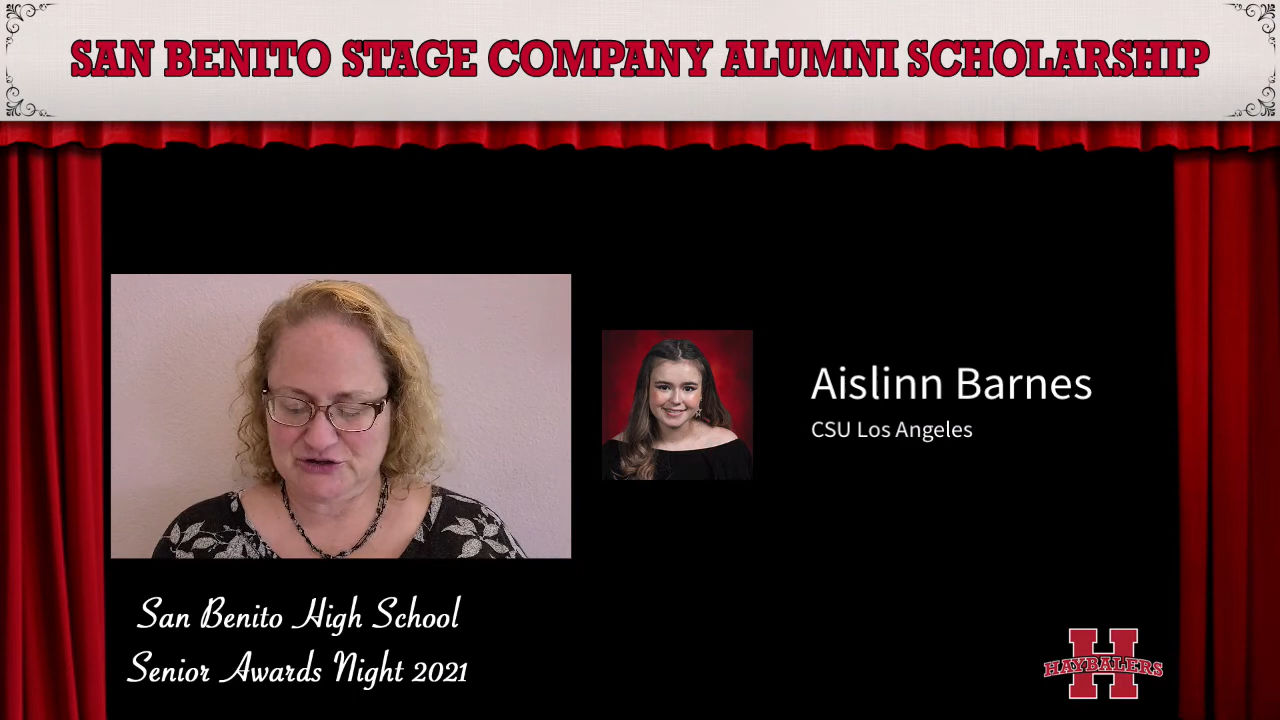 SAN BENITO STAGE COMPANY ALUMNI SCHOLARSHIP
Aislinn Barnes
CSU Los Angeles
San Benito High School
Senior Awards Night 2021
H
HAYBALERS